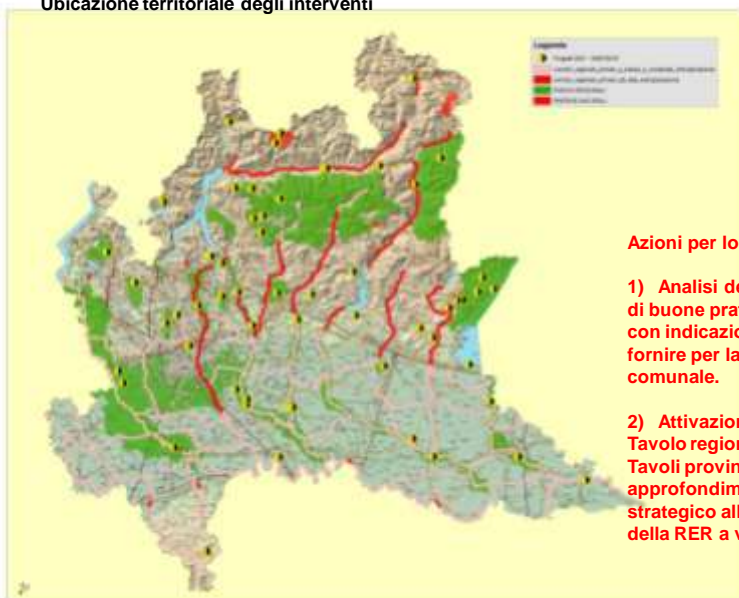 Ubicazione territoriale degli interventi
Legenda
Azioni per lo
1) Analisi de
di buone prat
con indicazio
fornire per la
comunale.
2) Attivazion
Tavolo region
Tavoli provin
approfondim
strategico all
della RER a v